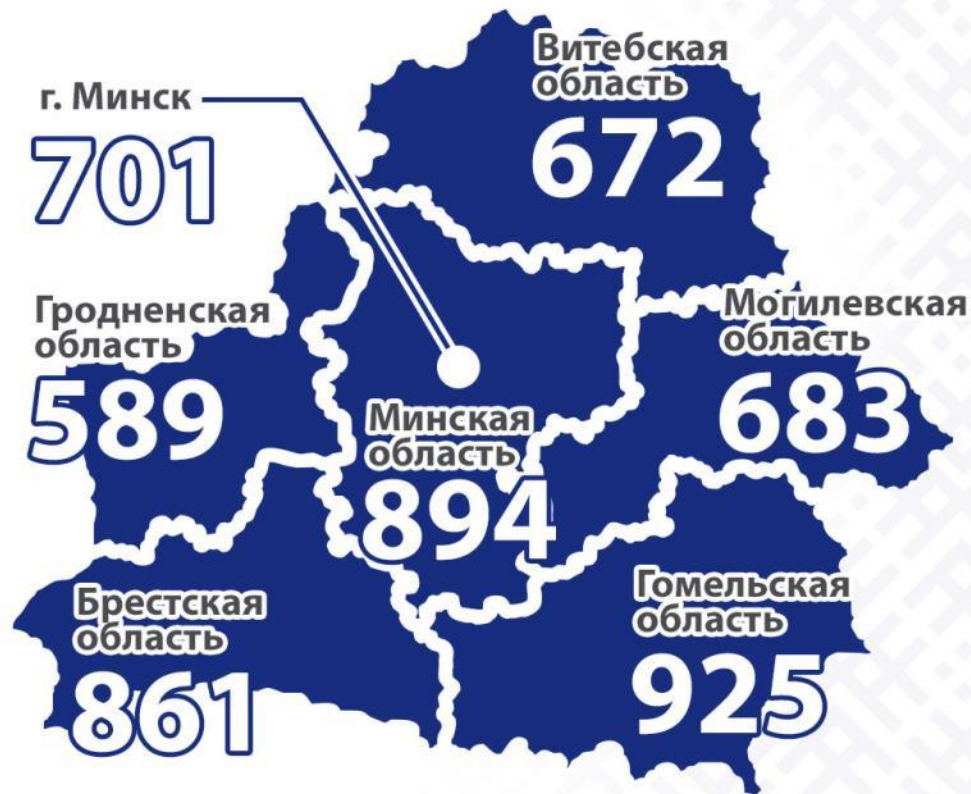 Витебская
область
672
г. Минск
701
Гродненская
область
589
Могилевская
область
683
Минская
область
894
Брестская
область
861
Гомельская
область
925